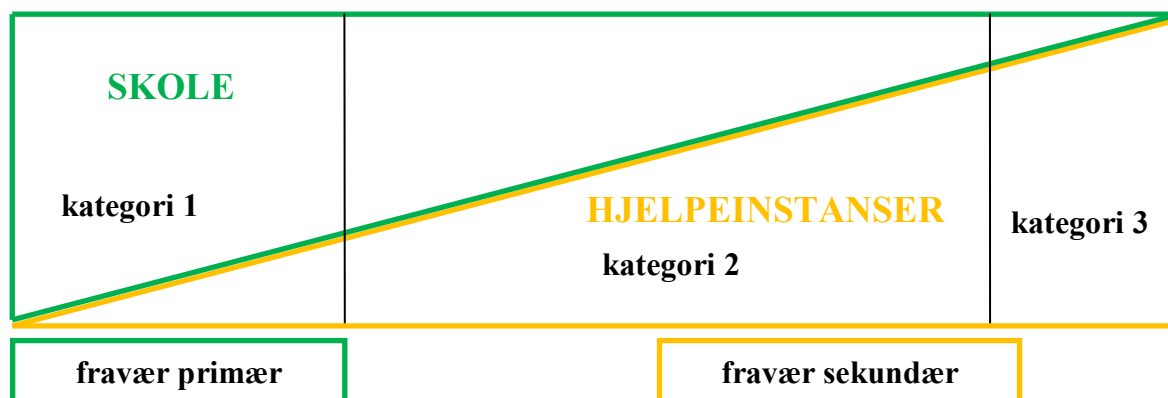 SKOLE
kategori 1
HJELPEINSTANSER
kategori 2
kategori 3
fravær primær
fravær sekundær